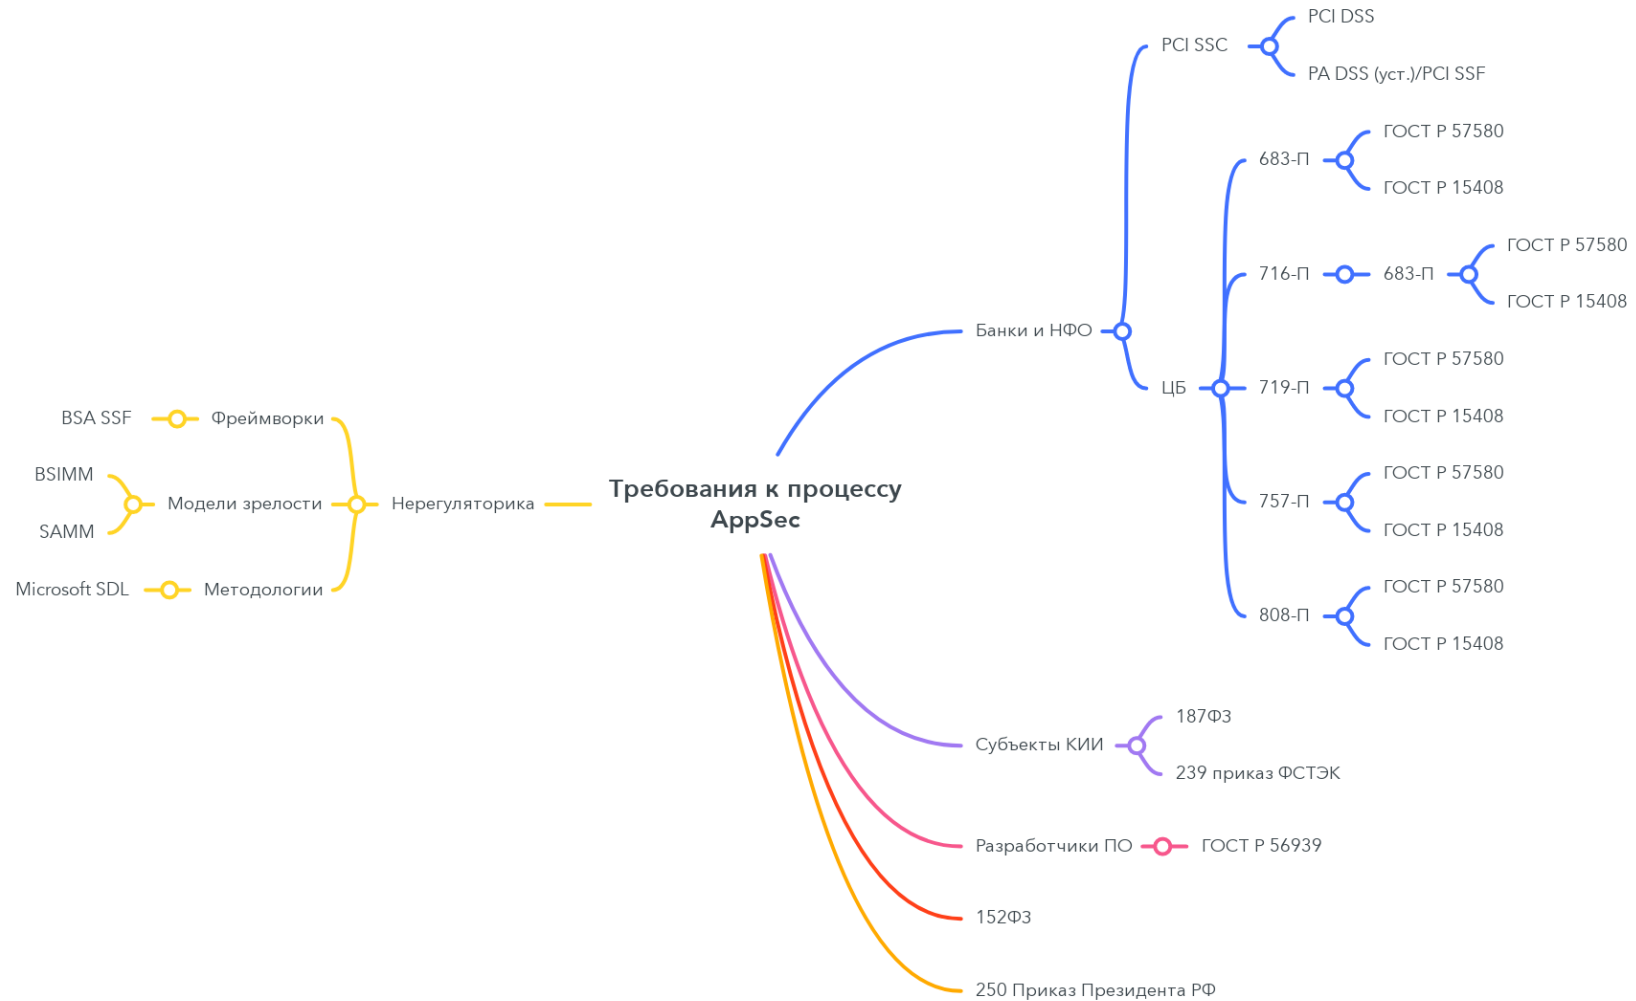 Требования к процессу
AppSec
Банки и НФО
PCI SSC
PCI DSS
PA DSS (уст.)/PCI SSF
ЦБ
683-П
ГОСТ Р 57580
ГОСТ Р 15408
716-П
683-П
ГОСТ Р 57580
ГОСТ Р 15408
719-П
ГОСТ Р 57580
ГОСТ Р 15408
757-П
ГОСТ Р 57580
ГОСТ Р 15408
808-П
ГОСТ Р 57580
ГОСТ Р 15408
Субъекты КИИ
187ФЗ
239 приказ ФСТЭК
Разработчики ПО
ГОСТ Р 56939
152ФЗ
250 Приказ Президента РФ
Нерегуляторика
Фреймворки
BSA SSF
Модели зрелости
BSIMM
SAMM
Методологии
Microsoft SDL